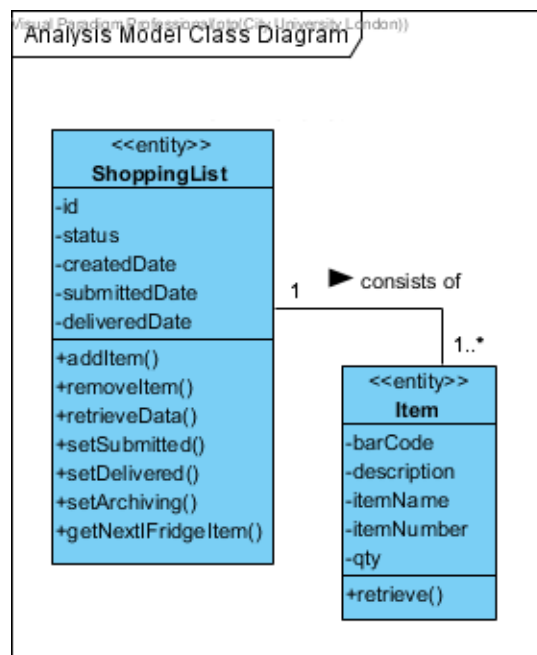 Visual Paradigm Professional(pto(City University London))
Analysis Model Class Diagram
<<entity>>
ShoppingList
-id
-status
-createdDate
-submittedDate
-deliveredDate
+addItem()
+removeItem()
+retrieveData()
+setSubmitted()
+setDelivered()
+setArchiving()
+getNextIFridgeItem()
1
consists of
1..*
<<entity>>
Item
-barCode
-description
-itemName
-itemNumber
-qty
+retrieve()